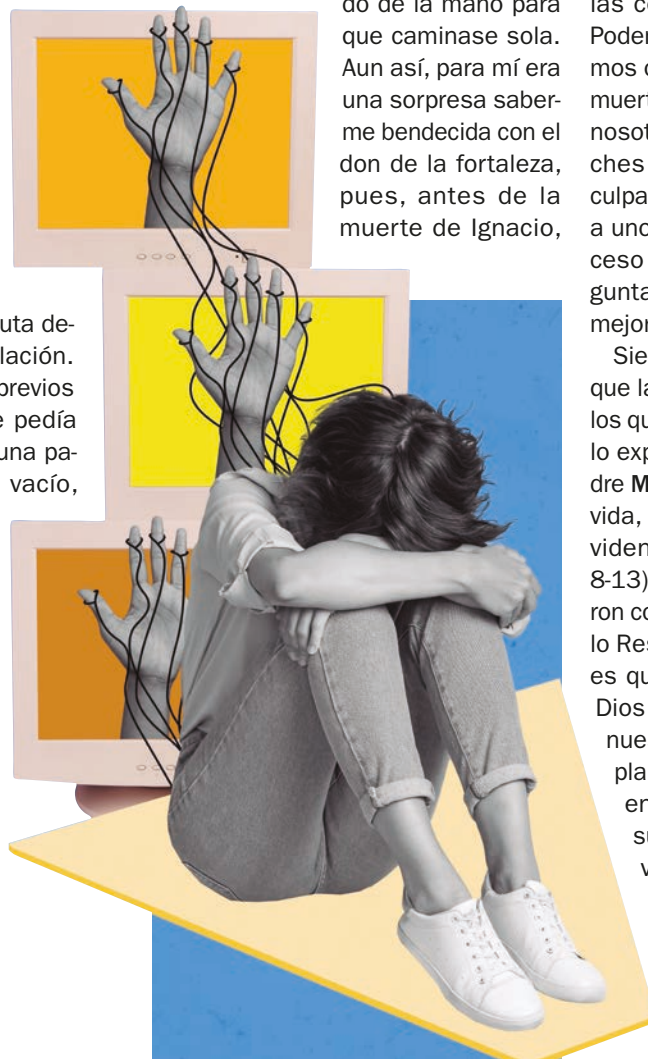 uta de-
lación.
previos
e pedía
una pa-
vacío,
do de la mano para
que caminase sola.
Aun así, para mí era
una sorpresa saber-
me bendecida con el
don de la fortaleza,
pues, antes de la
muerte de Ignacio,
las co
Poder
mos c
muert
nosot
ches
culpa
a uno
ceso
gunta
mejor
Sie
que la
los qu
lo exp
dre M
vida,
viden
8-13)
ron co
lo Res
es qu
Dios
nue
pla
en
su
v